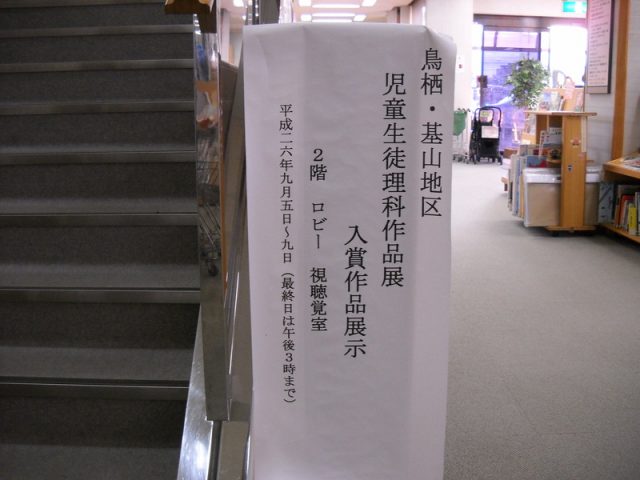 鳥栖・基山地区
児童生徒理科作品展
入賞作品展示
2階 ロビー 視聴覚室
平成二六年九月五日~九日(最終日は午後3時まで)